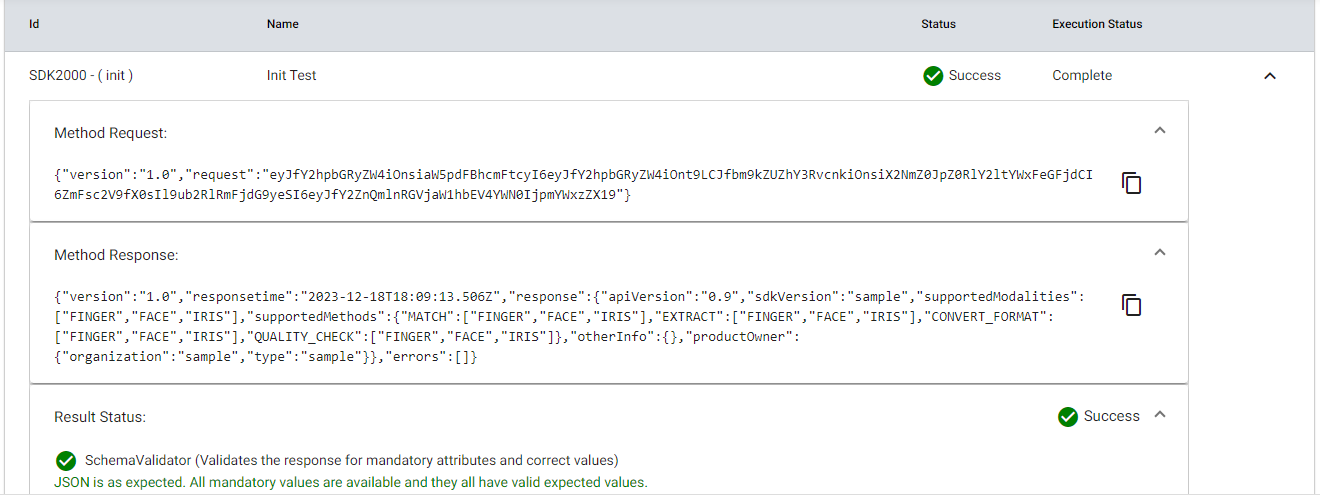 Id Name Status Execution Status
SDK2000 - ( init ) Init Test Success Complete
Method Request:
{"version":"1.0","request":"eyJfY2hpbGRyZW4iOnsiaW5pdFBhcmFtcyI6eyJfY2hpbGRyZW4iOnt9LCJfbm9kZUZhY3RvcnkiOnsiX2NmZ0JpZ0RlY2ltYWxFeGFjdCI
6ZmFsc2V9fX0sIl9ub2RlRmFjdG9yeSI6eyJfY2ZnQmlnRGVjaW1hbEV4YWN0IjpmYWxzZX19"}
Method Response:
{"version":"1.0","responsetime":"2023-12-18T18:09:13.506Z","response":{"apiVersion":"0.9","sdkVersion":"sample","supportedModalities":
["FINGER","FACE","IRIS"],"supportedMethods":{"MATCH":["FINGER","FACE","IRIS"],"EXTRACT":["FINGER","FACE","IRIS"],"CONVERT_FORMAT":
["FINGER","FACE","IRIS"],"QUALITY_CHECK":["FINGER","FACE","IRIS"]},"otherInfo":{},"productOwner":
{"organization":"sample","type":"sample"}},"errors":[]}
Result Status: Success
SchemaValidator (Validates the response for mandatory attributes and correct values)
JSON is as expected. All mandatory values are available and they all have valid expected values.